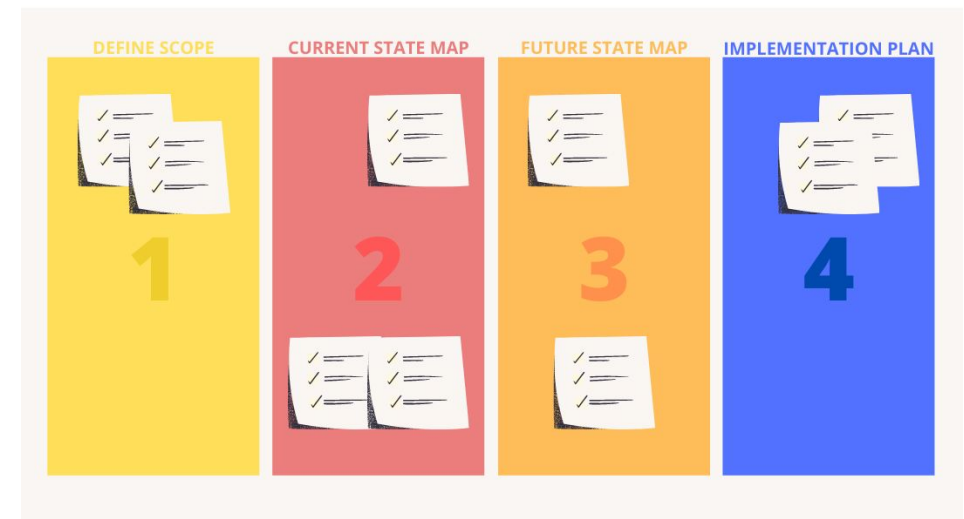 DEFINE SCOPE
CURRENT STATE MAP
FUTURE STATE MAP
IMPLEMENTATION PLAN
1
2
3
4